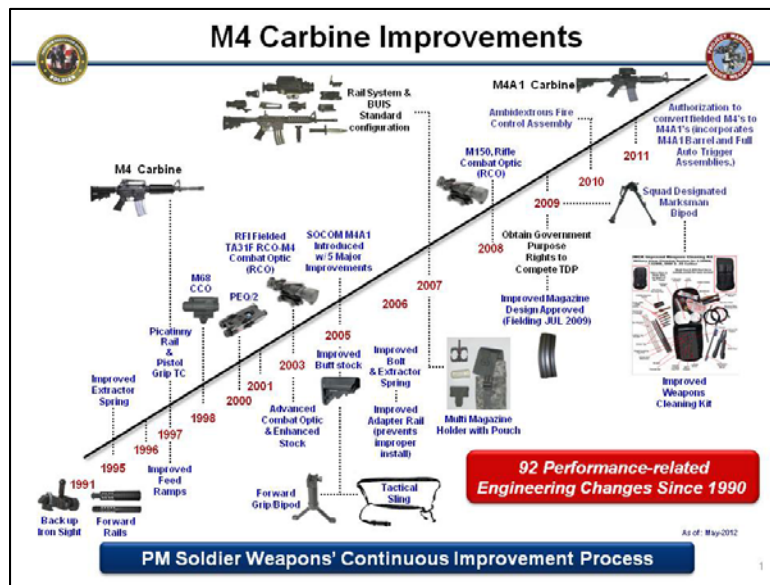 M4 Carbine Improvements
M4A1 Carbine
Rail System &
BUIS
Standard
configuration
Ambidextrous Fire
Control Assembly
Authorization to
convert fielded M4's to
M4A1's (incorporates
M4A1 Barrel and Full
Auto Trigger
Assemblies.)
2011
2010
M4 Carbine
M150, Rifle
Combat Optic
(RCO)
2009
Squad Designated
Marksman
Bipod
RFI Fielded
TA31F RCO-M4
Combat Optic
(RCO)
SOCOM M4A1
Introduced
w/5 Major
Improvements
2008
Obtain Government
Purpose
Rights to
Compete TDP
M68
CCO
PEQ/2
2007
2006
Improved Magazine
Design Approved
(Fielding JUL 2009)
Picatinny
Rail
&
Pistol
Grip TC
2005
Improved
Butt stock
Improved
Bolt
& Extractor
Spring
2003
2001
2000
1998
Improved
Extractor
Spring
Improved
Weapons
Cleaning Kit
Advanced
Combat Optic
& Enhanced
Stock
Improved
Adapter Rail
(prevents
improper
install)
Multi Magazine
Holder with Pouch
1997
1996
1995
1991
Improved
Feed
Ramps
Back up
Iron Sight
Forward
Rails
Forward
Grip/Bipod
Tactical
Sling
92 Performance-related
Engineering Changes Since 1990
As of: May-2012
PM Soldier Weapons' Continuous Improvement Process
1